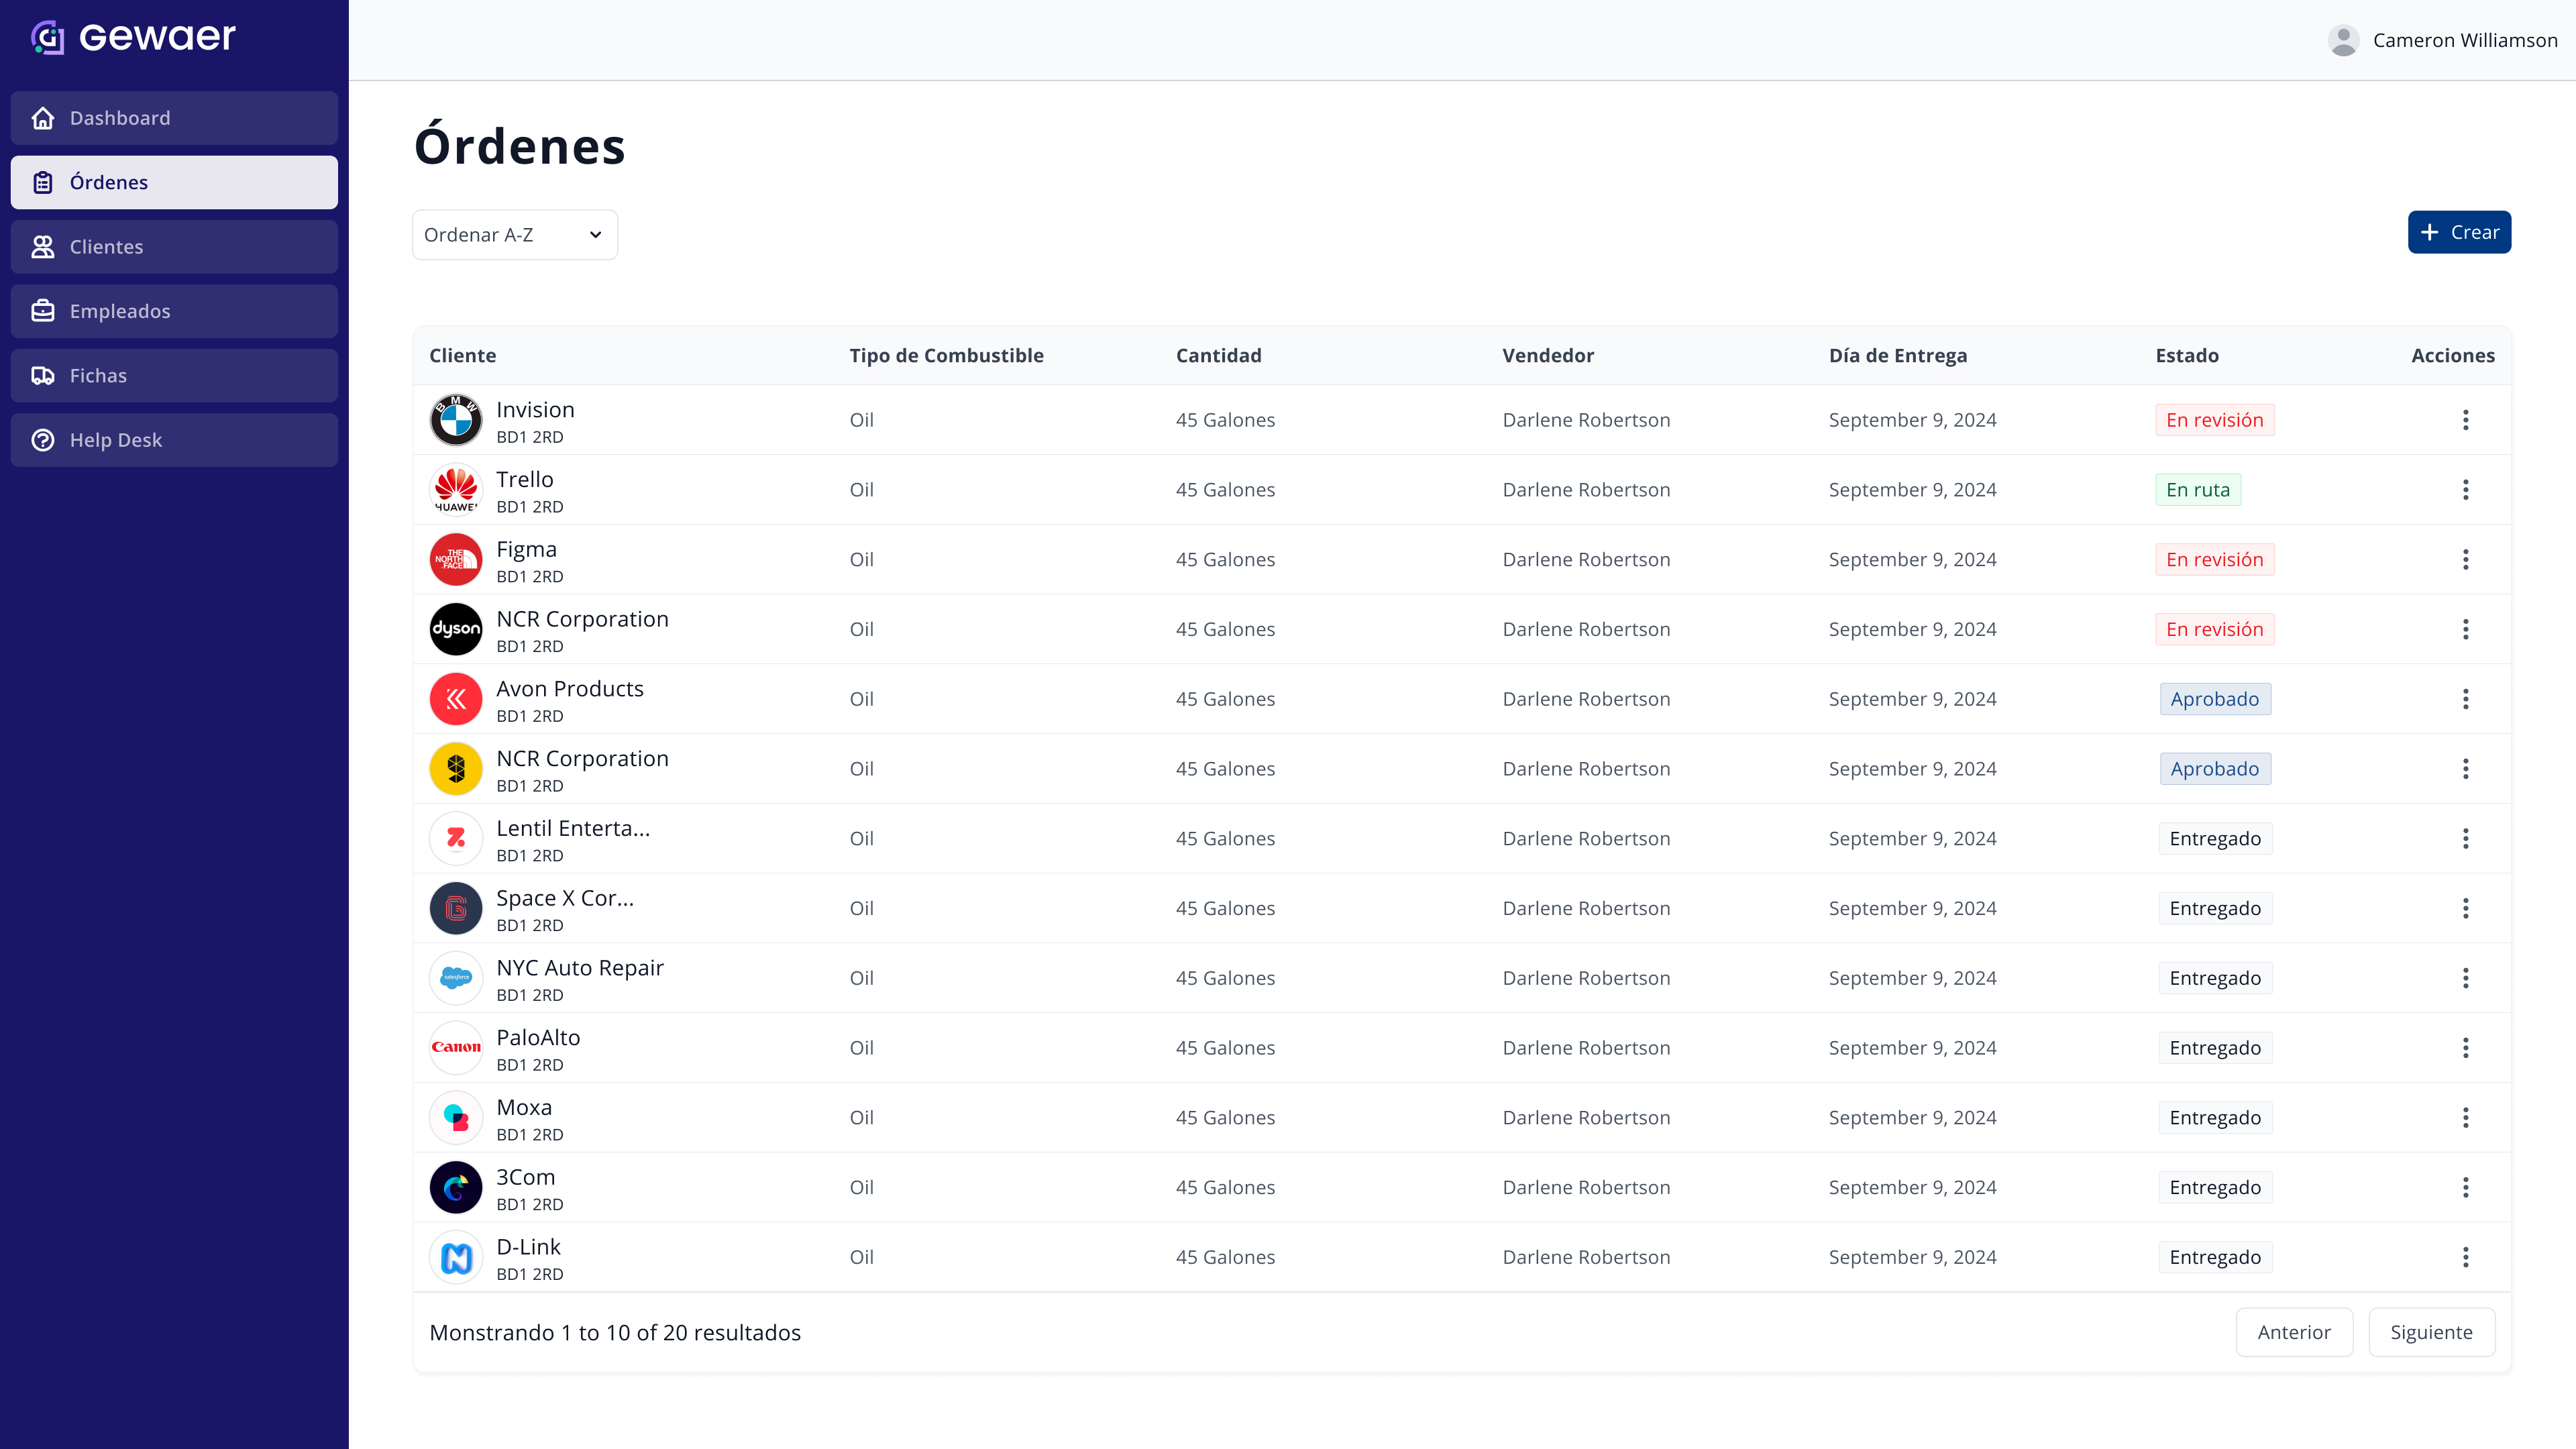 Gewaer
Cameron Williamson
Dashboard
Órdenes
Clientes
Empleados
Fichas
Help Desk
Órdenes
Ordenar A-Z
+ Crear
Cliente Tipo de Combustible Cantidad Vendedor Día de Entrega Estado Acciones
BMW Invision Oil 45 Galones Darlene Robertson September 9, 2024 En revisión
BD1 2RD
HUAWEI Trello Oil 45 Galones Darlene Robertson September 9, 2024 En ruta
BD1 2RD
THE NORTH FACE Figma Oil 45 Galones Darlene Robertson September 9, 2024 En revisión
BD1 2RD
dyson NCR Corporation Oil 45 Galones Darlene Robertson September 9, 2024 En revisión
BD1 2RD
Avon Products Oil 45 Galones Darlene Robertson September 9, 2024 Aprobado
BD1 2RD
NCR Corporation Oil 45 Galones Darlene Robertson September 9, 2024 Aprobado
BD1 2RD
Lentil Enterta... Oil 45 Galones Darlene Robertson September 9, 2024 Entregado
BD1 2RD
Space X Cor... Oil 45 Galones Darlene Robertson September 9, 2024 Entregado
BD1 2RD
salesforce NYC Auto Repair Oil 45 Galones Darlene Robertson September 9, 2024 Entregado
BD1 2RD
Canon PaloAlto Oil 45 Galones Darlene Robertson September 9, 2024 Entregado
BD1 2RD
Moxa Oil 45 Galones Darlene Robertson September 9, 2024 Entregado
BD1 2RD
3Com Oil 45 Galones Darlene Robertson September 9, 2024 Entregado
BD1 2RD
D-Link Oil 45 Galones Darlene Robertson September 9, 2024 Entregado
BD1 2RD
Monstrando 1 to 10 of 20 resultados
Anterior Siguiente